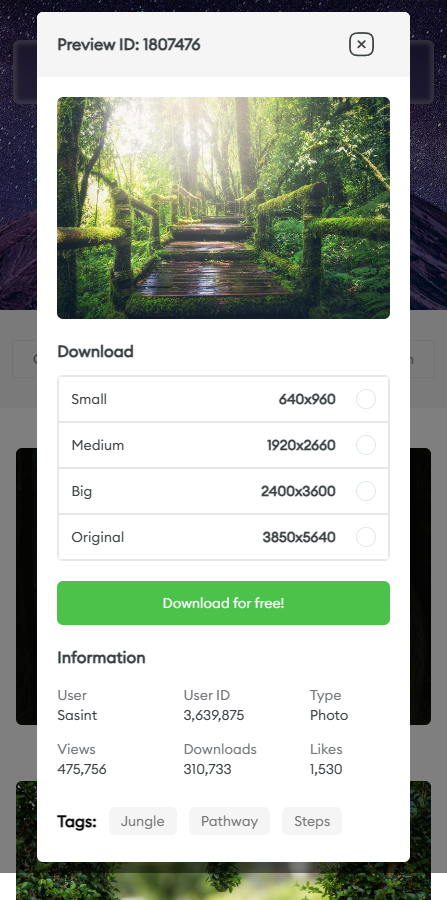 Preview ID: 1807476
Download
Small 640x960
Medium 1920x2660
Big 2400x3600
Original 3850x5640
Download for free!
Information
User User ID Type
Sasint 3,639,875 Photo
Views Downloads Likes
475,756 310,733 1,530
Tags: Jungle Pathway Steps